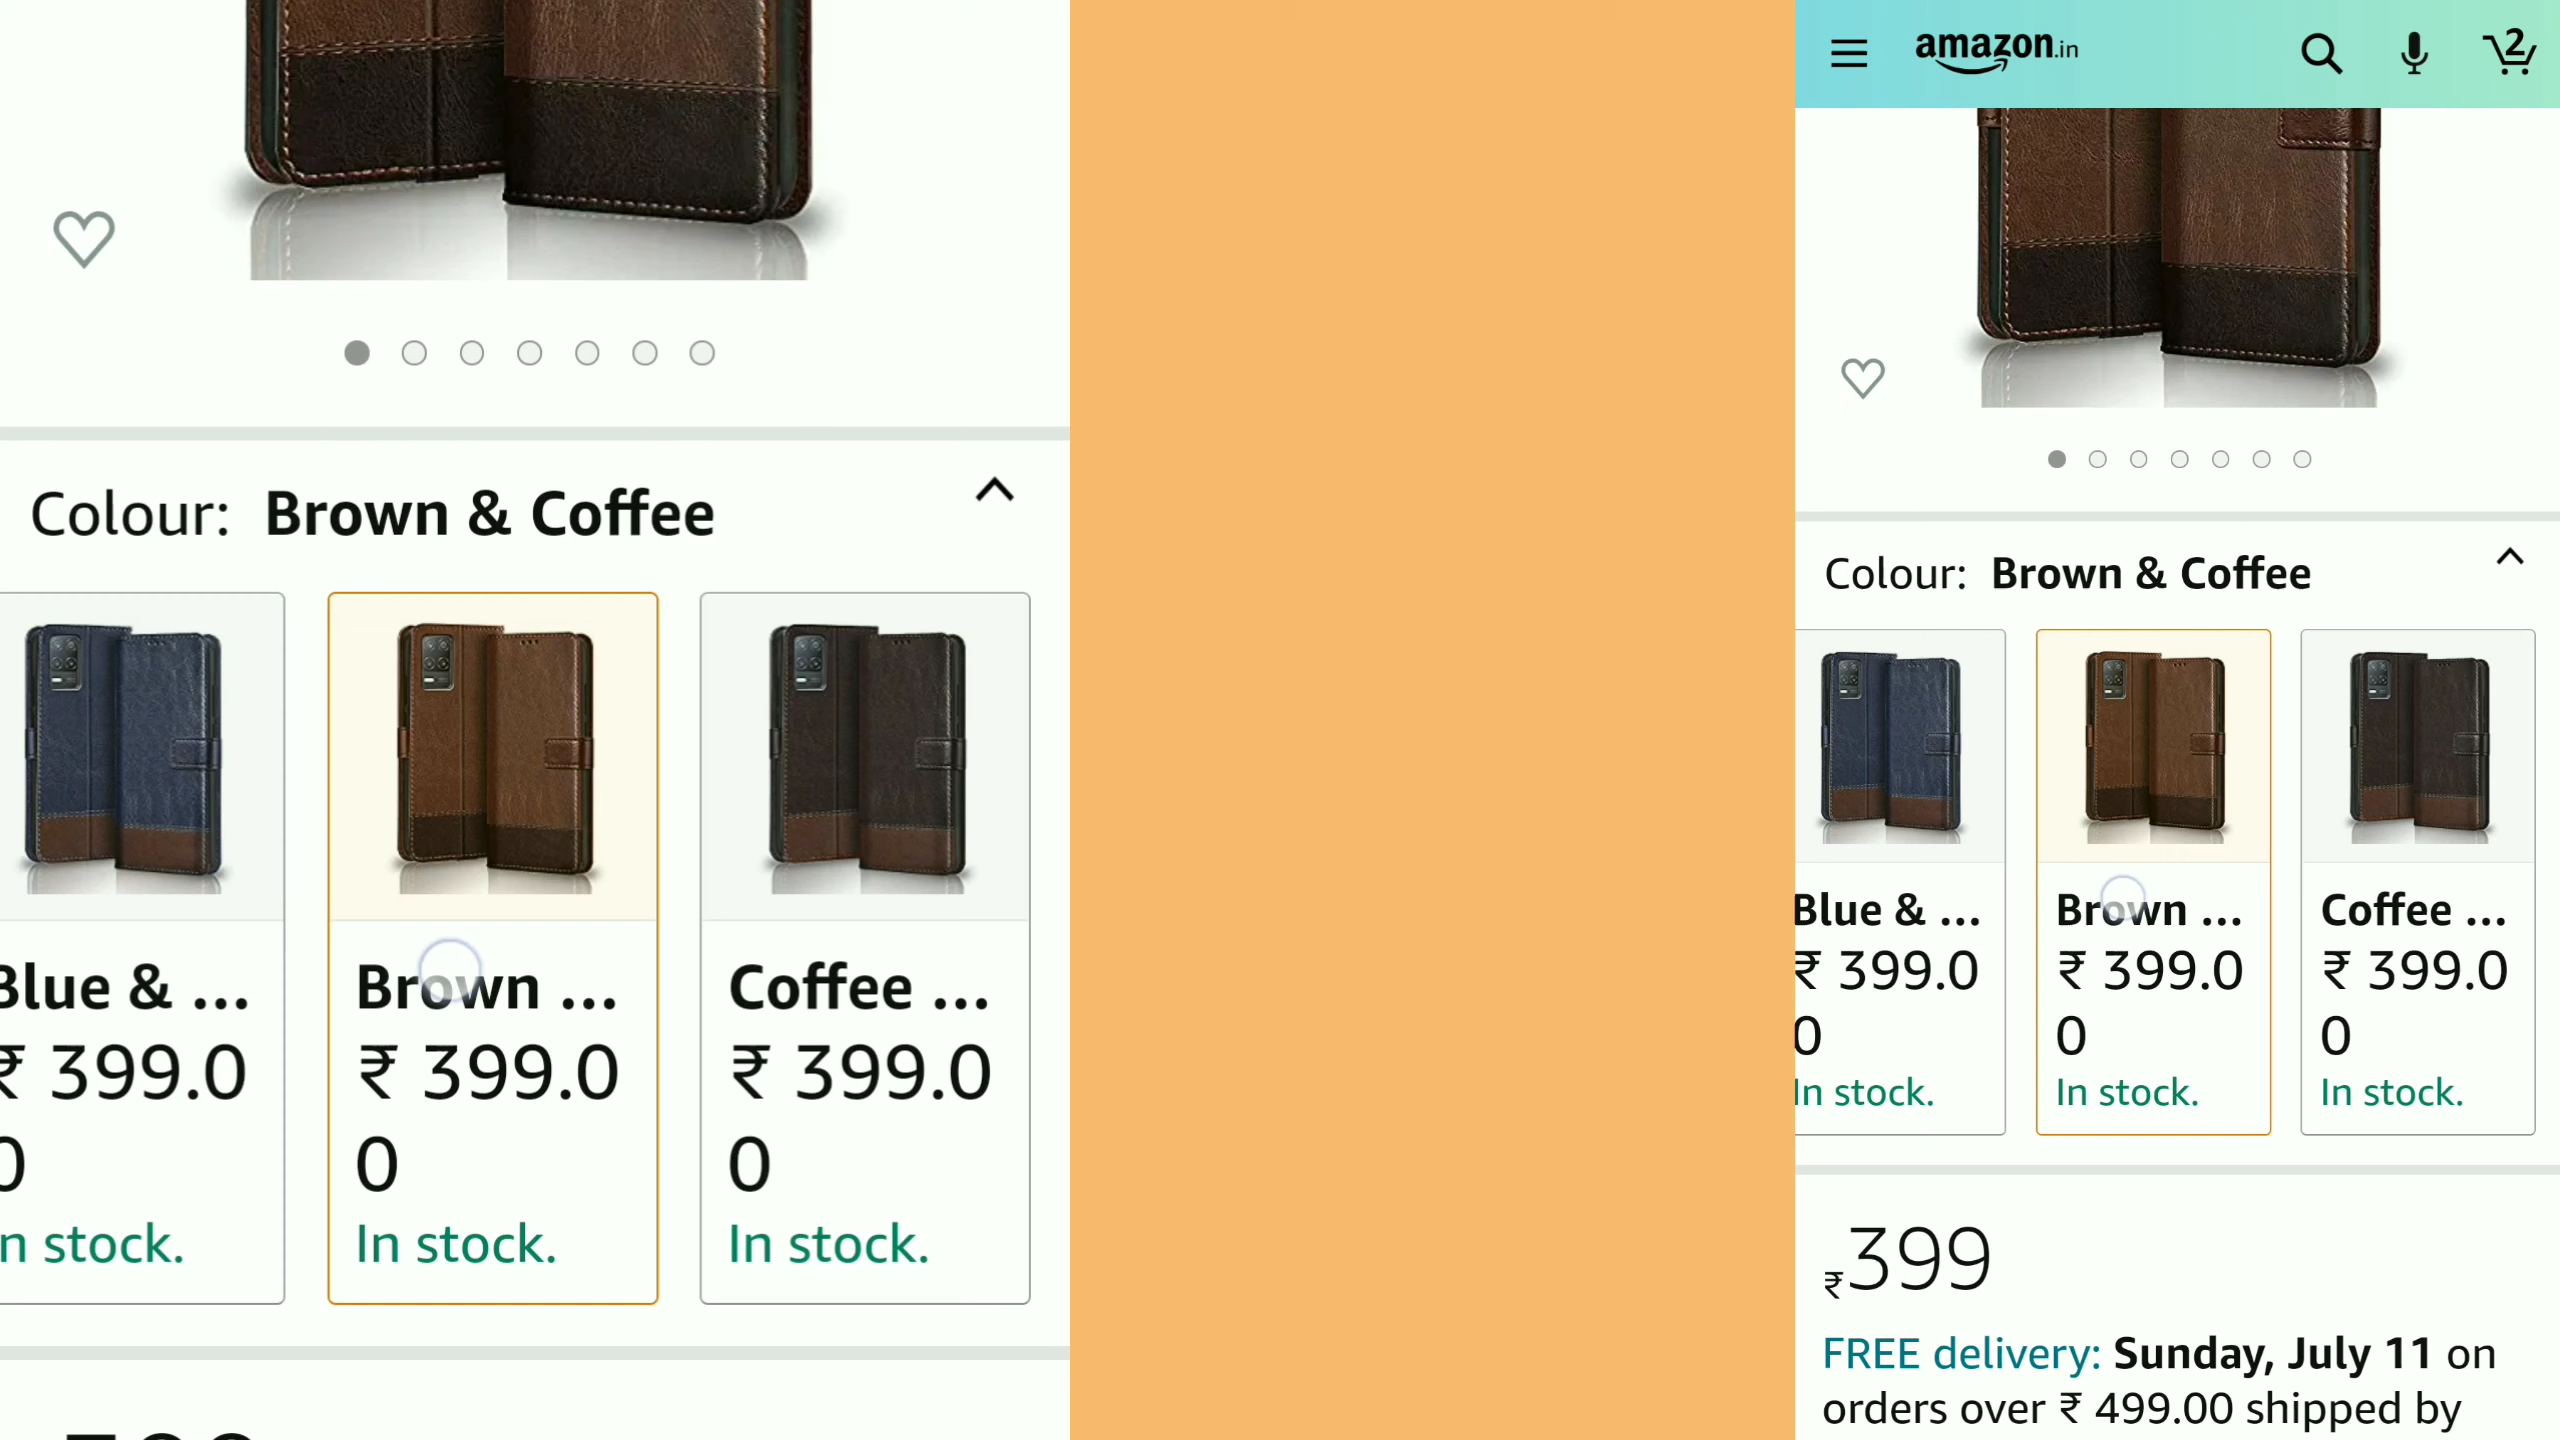 Colour: Brown & Coffee
Blue & ... Brown ... Coffee ...
₹ 399.0 ₹ 399.0 ₹ 399.0
0 0 0
In stock. In stock. In stock.
amazon.in 2
Colour: Brown & Coffee
Blue & ... Brown ... Coffee ...
₹ 399.0 ₹ 399.0 ₹ 399.0
0 0 0
In stock. In stock. In stock.
₹399
FREE delivery: Sunday, July 11 on
orders over ₹ 499.00 shipped by